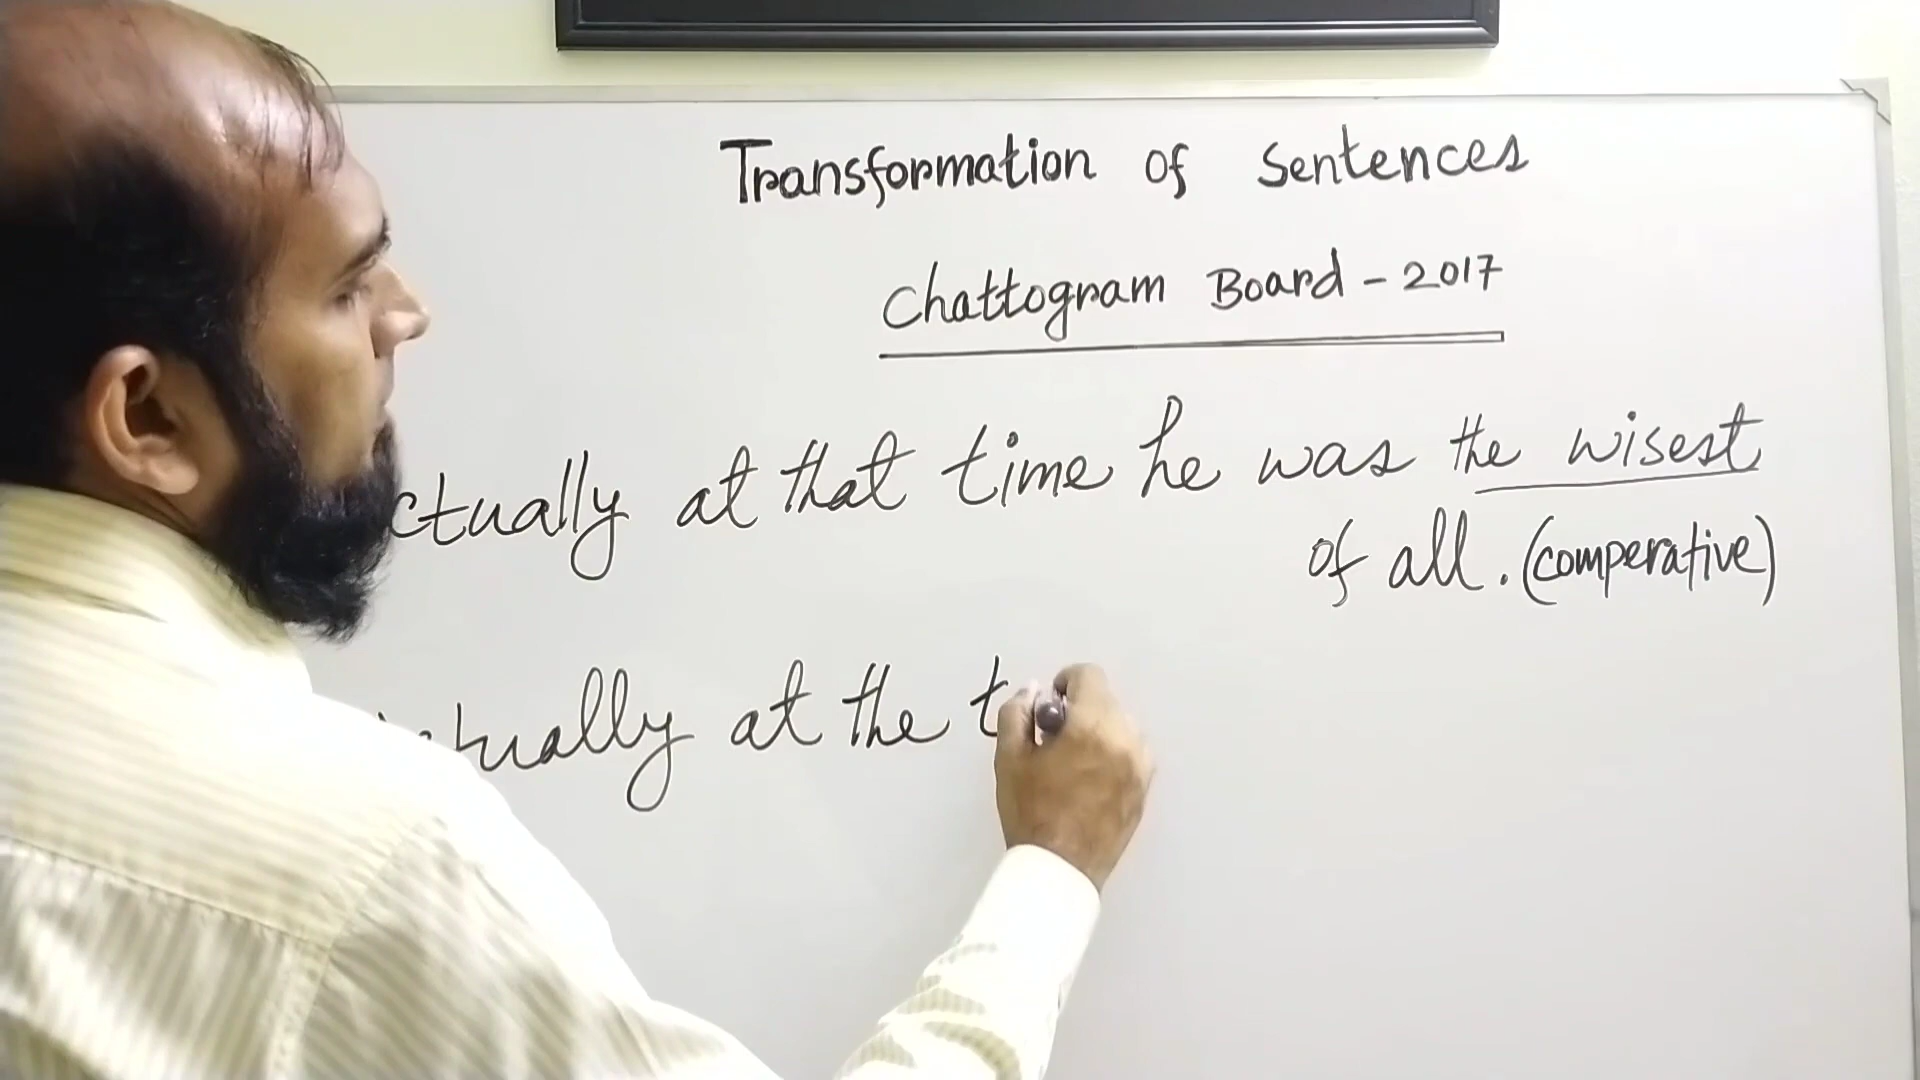 Transformation of Sentences
Chattogram Board - 2017
ctually at that time he was the wisest
of all. (comperative)
ctually at the t